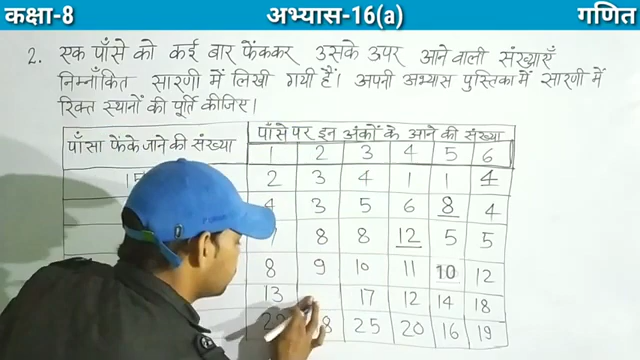 कक्षा-8 अभ्यास-16(a) गणित
2. एक पाँसे को कई बार फेंककर उसके उपर आने वाली संख्याएँ
निम्नाँकित सारणी में लिखी गयी हैं। अपनी अभ्यास पुस्तिका में सारणी में
रिक्त स्थानों की पूर्ति कीजिए।
पाँसा फेंके जाने की संख्या पाँसे पर इन अंकों के आने की संख्या
1 2 3 4 5 6
15 2 3 4 1 1 4
4 3 5 6 8 4
8 8 12 5 5
8 9 10 11 10 12
13 17 12 14 18
25 20 16 19